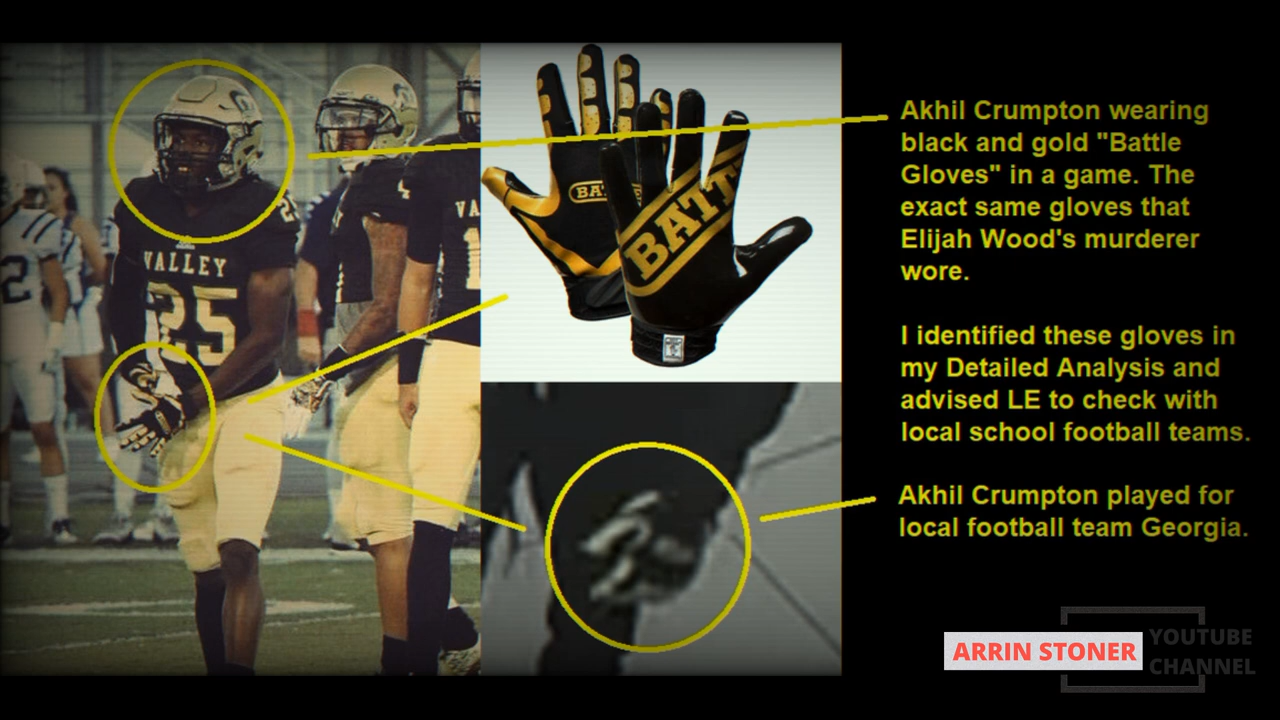 Akhil Crumpton wearing
black and gold "Battle
Gloves" in a game. The
exact same gloves that
Elijah Wood's murderer
wore.
I identified these gloves in
my Detailed Analysis and
advised LE to check with
local school football teams.
Akhil Crumpton played for
local football team Georgia.
VALLEY
25
2
VA
BATT
ARRIN STONER
YOUTUBE
CHANNEL